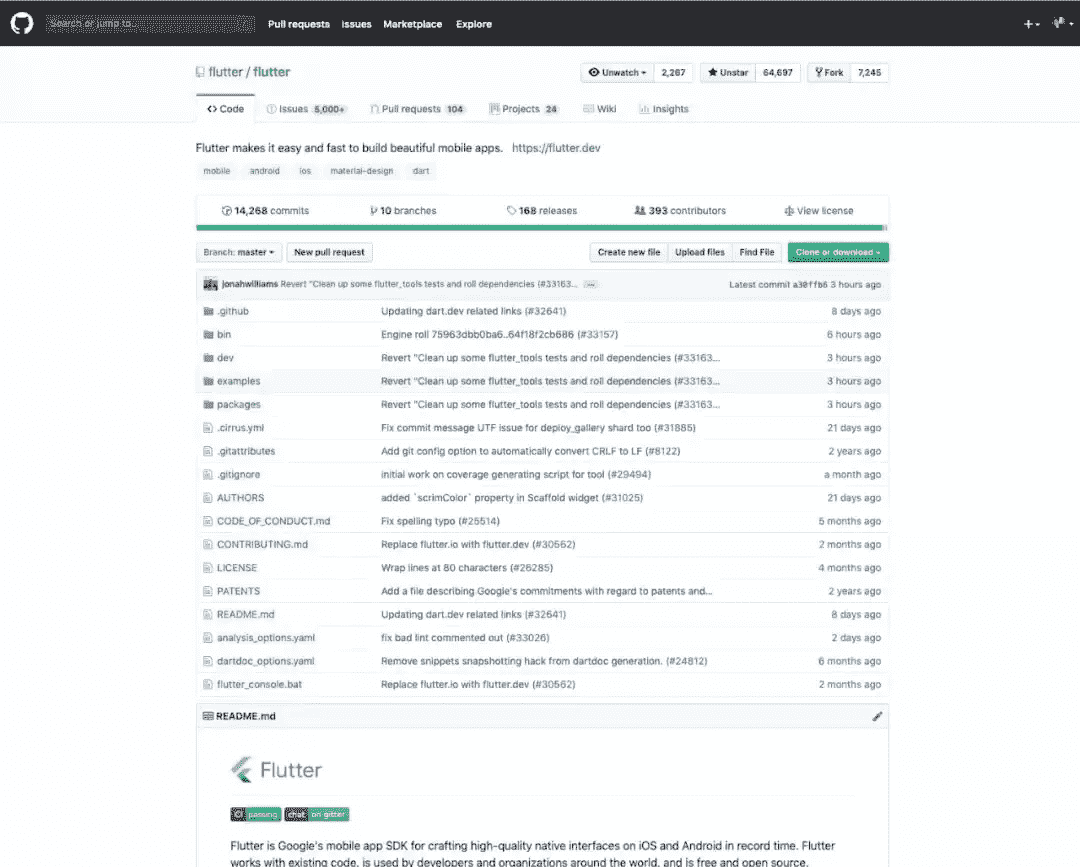 Search or jump to... Pull requests Issues Marketplace Explore
flutter / flutter Unwatch 2,267 Unstar 64,697 Fork 7,245
Code Issues 5,000+ Pull requests 104 Projects 24 Wiki Insights
Flutter makes it easy and fast to build beautiful mobile apps. https://flutter.dev
mobile android ios material-design dart
14,268 commits 10 branches 168 releases 393 contributors View license
Branch: master New pull request Create new file Upload files Find File Clone or download
jonahwilliams Revert "Clean up some flutter_tools tests and roll dependencies (#33163... Latest commit a30ffb6 3 hours ago
.github Updating dart.dev related links (#32641) 8 days ago
bin Engine roll 75963dbb0ba6..64f18f2cb686 (#33157) 6 hours ago
dev Revert "Clean up some flutter_tools tests and roll dependencies (#33163... 3 hours ago
examples Revert "Clean up some flutter_tools tests and roll dependencies (#33163... 3 hours ago
packages Revert "Clean up some flutter_tools tests and roll dependencies (#33163... 3 hours ago
.cirrus.yml Fix commit message UTF issue for deploy_gallery shard too (#31885) 21 days ago
.gitattributes Add git config option to automatically convert CRLF to LF (#8122) 2 years ago
.gitignore initial work on coverage generating script for tool (#29494) a month ago
AUTHORS added `scrimColor` property in Scaffold widget (#31025) 21 days ago
CODE_OF_CONDUCT.md Fix spelling typo (#25514) 5 months ago
CONTRIBUTING.md Replace flutter.io with flutter.dev (#30562) 2 months ago
LICENSE Wrap lines at 80 characters (#26285) 4 months ago
PATENTS Add a file describing Google's commitments with regard to patents and... 2 years ago
README.md Updating dart.dev related links (#32641) 8 days ago
analysis_options.yaml fix bad lint commented out (#33026) 2 days ago
dartdoc_options.yaml Remove snippets snapshotting hack from dartdoc generation. (#24812) 6 months ago
flutter_console.bat Replace flutter.io with flutter.dev (#30562) 2 months ago
README.md
Flutter
passing chat on gitter
Flutter is Google's mobile app SDK for crafting high-quality native interfaces on iOS and Android in record time. Flutter
works with existing code, is used by developers and organizations around the world, and is free and open source.